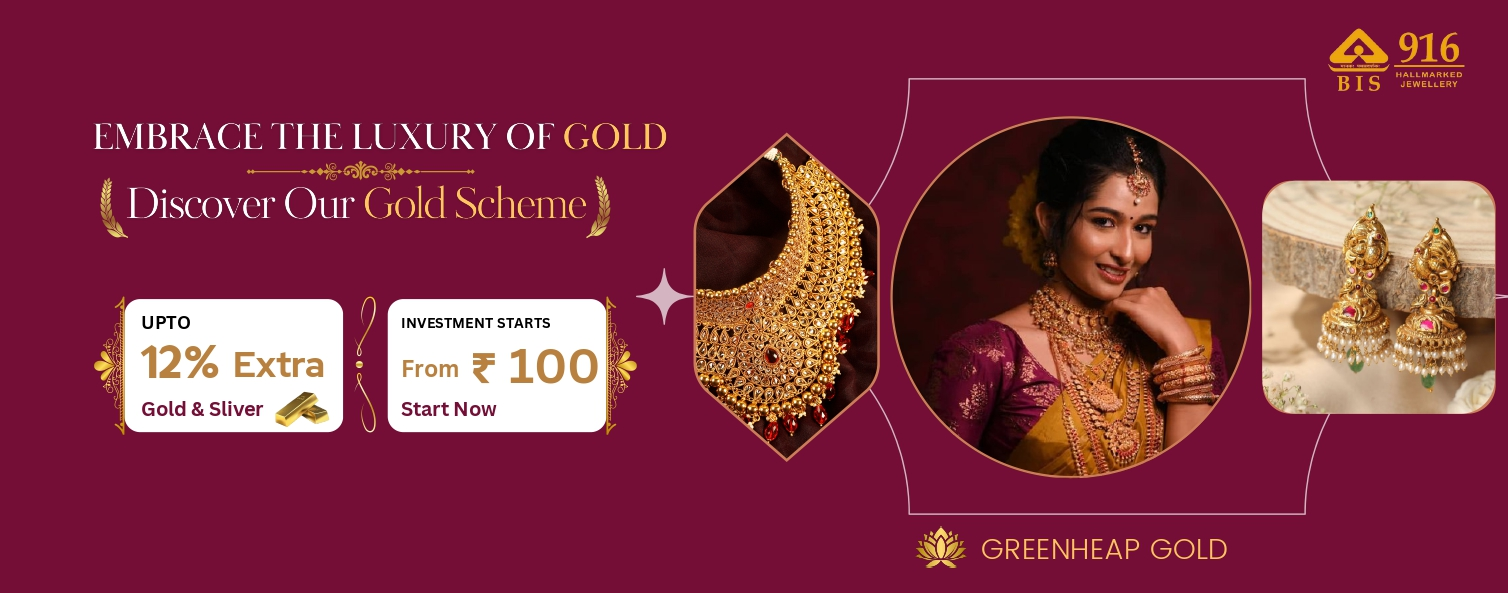 EMBRACE THE LUXURY OF GOLD
Discover Our Gold Scheme
UPTO
12% Extra
Gold & Sliver
INVESTMENT STARTS
From ₹ 100
Start Now
BIS
916
HALLMARKED
JEWELLERY
GREENHEAP GOLD